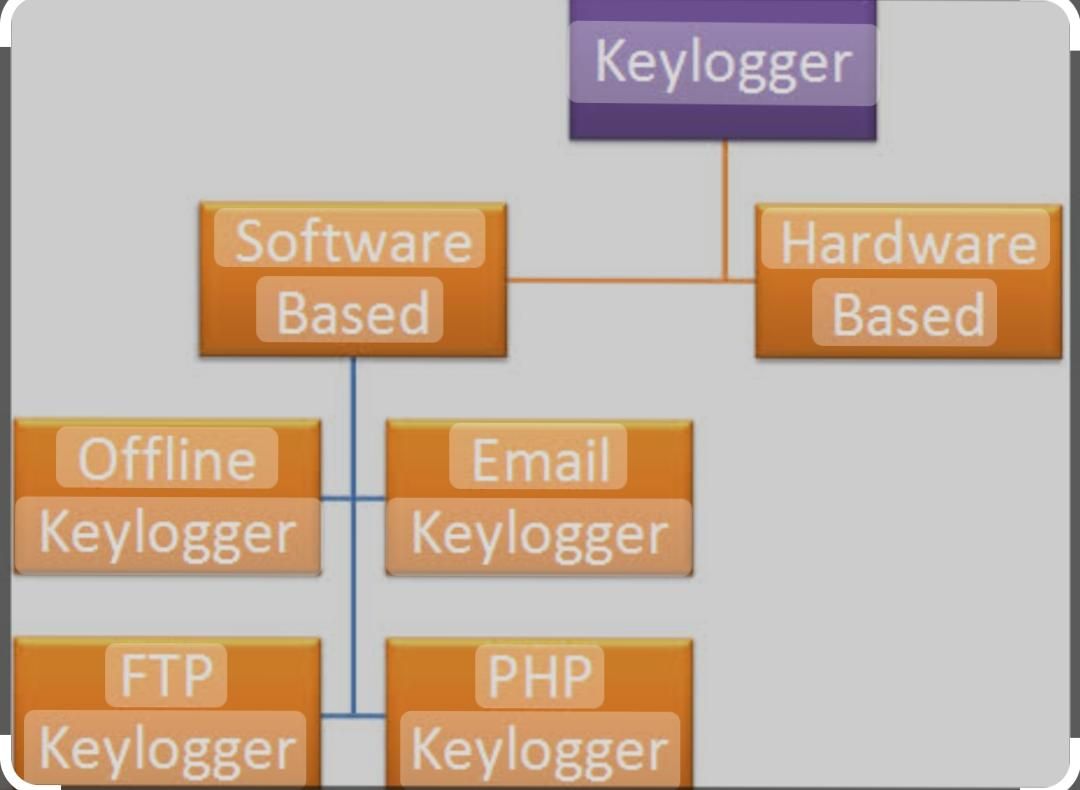 Keylogger
Software
Based
Hardware
Based
Offline
Keylogger
Email
Keylogger
FTP
Keylogger
PHP
Keylogger